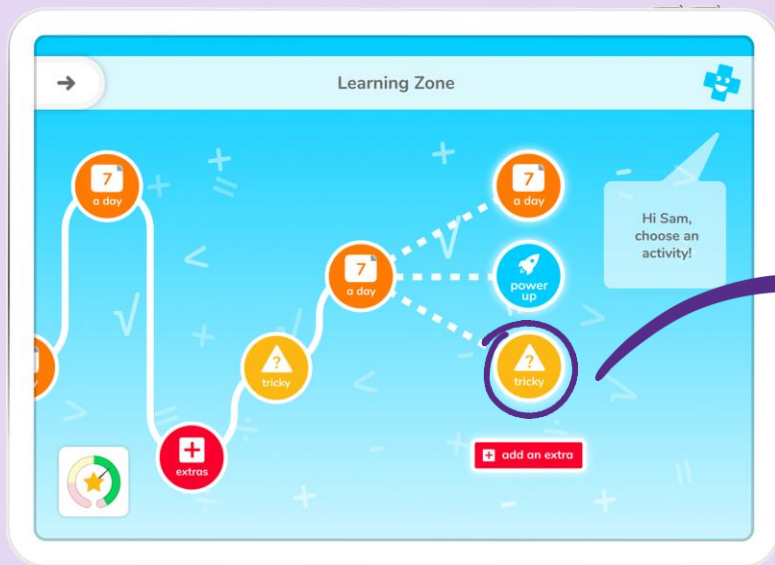 Learning Zone
7
a day
7
a day
Hi Sam,
choose an
activity!
7
a day
power
up
?
tricky
?
tricky
+
extras
+ add an extra